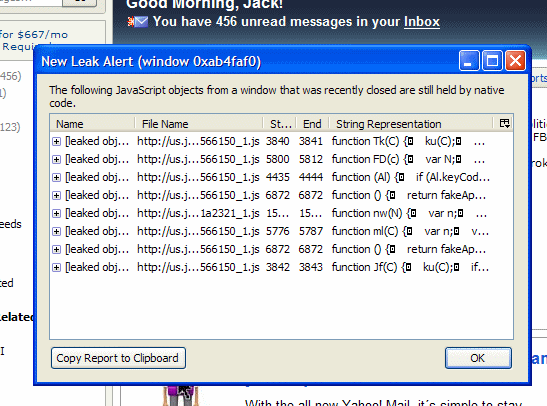 Good Morning, Jack!
You have 456 unread messages in your Inbox
for $667/mo
456)
123)
New Leak Alert (window 0xab4faf0)
The following JavaScript objects from a window that was recently closed are still held by native
code.
Name File Name St... End String Representation
[leaked obj... http://us.j...566150_1.js 3840 3841 function Tk(C) { ku(C); ...
[leaked obj... http://us.j...566150_1.js 5800 5812 function FD(c) { var N; ...
[leaked obj... http://us.j...566150_1.js 4435 4444 function (Al) { if (Al.keyCod...
[leaked obj... http://us.j...566150_1.js 6872 6872 function () { return fakeAp...
[leaked obj... http://us.j...1a2321_1.js 15... 15... function nw(N) { var n; ...
[leaked obj... http://us.j...566150_1.js 5776 5787 function ml(C) { var n; v...
[leaked obj... http://us.j...566150_1.js 6872 6872 function () { return fakeAp...
[leaked obj... http://us.j...566150_1.js 3842 3843 function Jf(C) { ku(C); if...
Copy Report to Clipboard
OK
With the all-new Yahoo! Mail, it's simple to stay